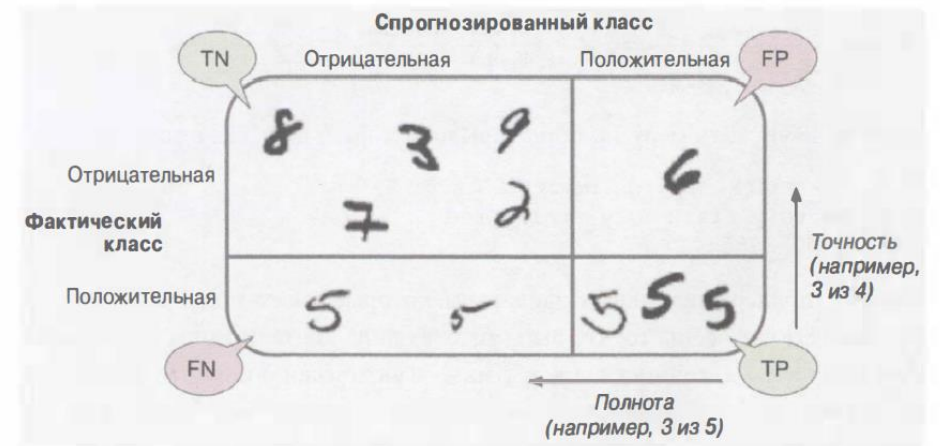 Спрогнозированный класс
TN Отрицательная Положительная FP
8 3 9
6
Отрицательная
7 2
Фактический
класс
Точность
(например,
3 из 4)
Положительная
5 5 5 5 5
FN TP
Полнота
(например, 3 из 5)